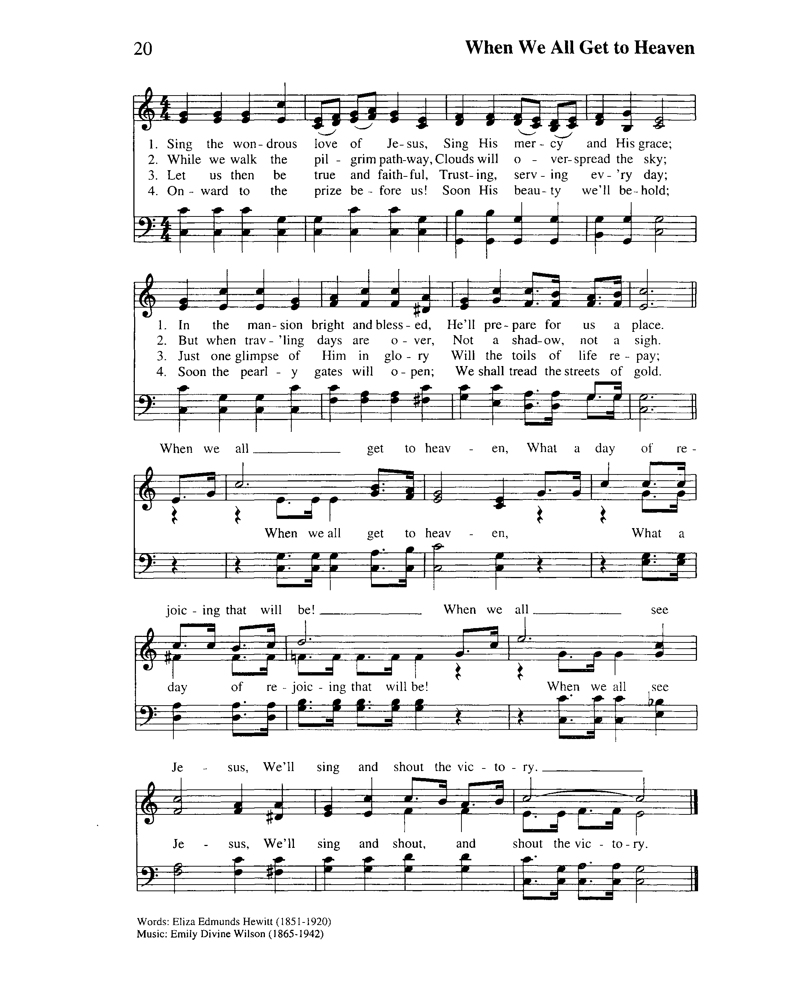 20 When We All Get to Heaven
1. Sing the won-drous love of Je-sus, Sing His mer-cy and His grace;
2. While we walk the pil-grim path-way, Clouds will o-ver-spread the sky;
3. Let us then be true and faith-ful, Trust-ing, serv-ing ev-'ry day;
4. On-ward to the prize be-fore us! Soon His beau-ty we'll be-hold;
1. In the man-sion bright and bless-ed, He'll pre-pare for us a place.
2. But when trav-'ling days are o-ver, Not a shad-ow, not a sigh.
3. Just one glimpse of Him in glo-ry Will the toils of life re-pay;
4. Soon the pearl-y gates will o-pen; We shall tread the streets of gold.
When we all get to heav-en, What a day of re-
When we all get to heav-en, What a
joic-ing that will be! When we all see
day of re-joic-ing that will be! When we all see
Je-sus, We'll sing and shout the vic-to-ry.
Je-sus, We'll sing and shout, and shout the vic-to-ry.
Words: Eliza Edmunds Hewitt (1851-1920)
Music: Emily Divine Wilson (1865-1942)